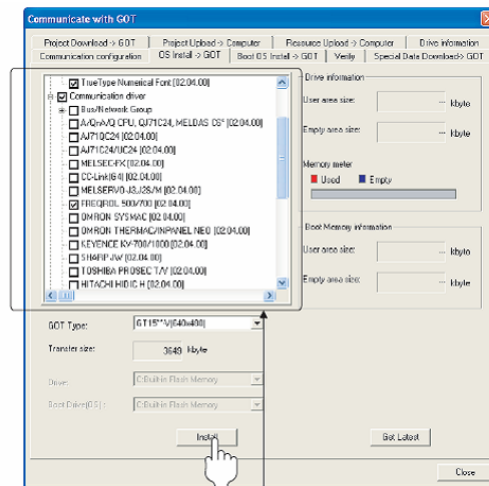 Communicate with GOT
Project Download -> GOT
Project Upload -> Computer
Resource Upload -> Computer
Drive information
Communication configuration
OS Install -> GOT
Boot OS Install -> GOT
Verify
Special Data Download-> GOT
TrueType Numerical Font [02.04.00]
Communication driver
Bus/Network Group
A/QnA/Q CPU, QJ71C24, MELDAS C6*[02.04.00]
AJ71QC24 [02.04.00]
AJ71C24/UC24 [02.04.00]
MELSEC-FX [02.04.00]
CC-Link(G4) [02.04.00]
MELSERVO-J3,J2S/M [02.04.00]
FREQROL 500/700 [02.04.00]
OMRON SYSMAC [02.04.00]
OMRON THERMAC/INPANEL NEO [02.04.00]
KEYENCE KV-700/1000 [02.04.00]
SHARP JW [02.04.00]
TOSHIBA PROSEC T/V [02.04.00]
HITACHI HIDIC H [02.04.00]
Drive information
User area size: --- kbyte
Empty area size: --- kbyte
Memory meter
Used Empty
Boot Memory information
User area size: --- kbyte
Empty area size: --- kbyte
GOT Type: GT15**-V(640x480)
Transfer size: 3649 kbyte
Drive: C:Built-in Flash Memory
Boot Drive(OS) : C:Built-in Flash Memory
Install
Get Latest
Close